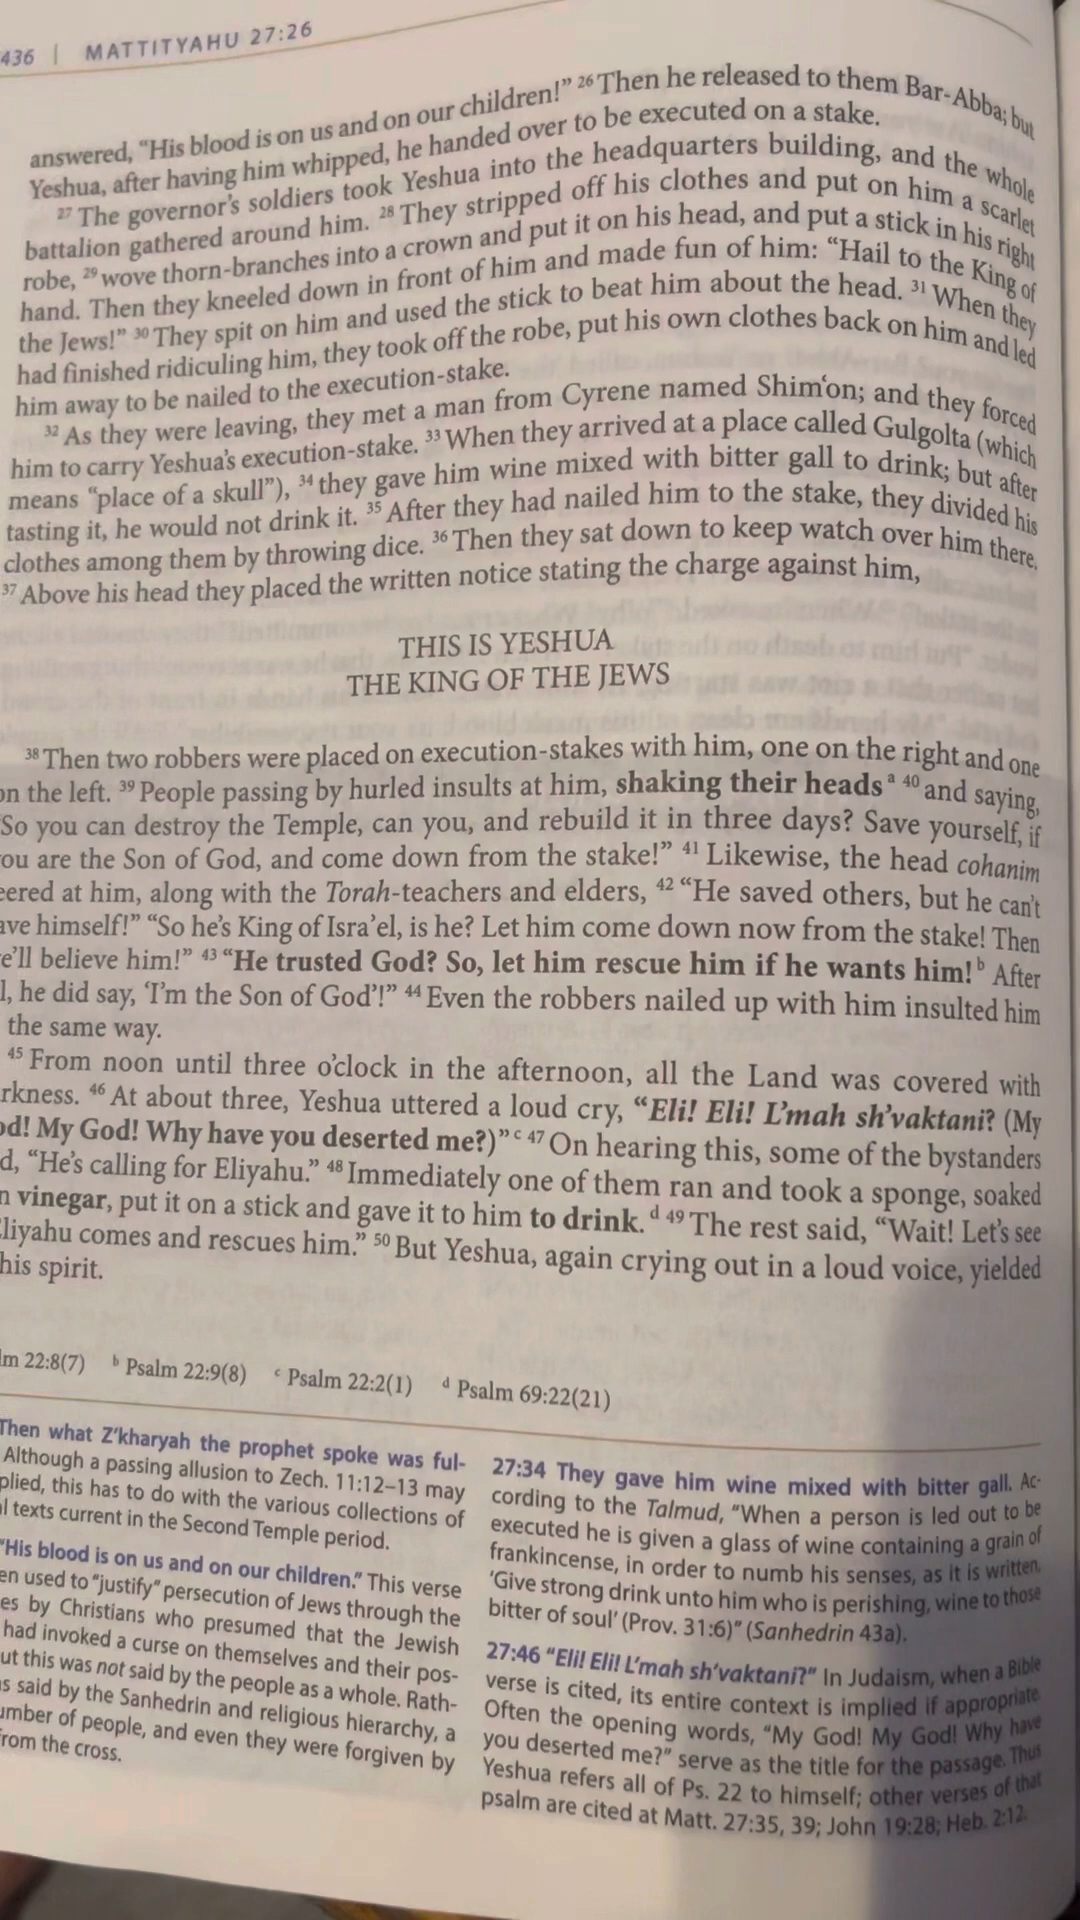 436 | MATTITYAHU 27:26
answered, “His blood is on us and on our children!” 26 Then he released to them Bar-Abba; but
Yeshua, after having him whipped, he handed over to be executed on a stake.
27 The governor’s soldiers took Yeshua into the headquarters building, and the whole
battalion gathered around him. 28 They stripped off his clothes and put on him a scarlet
robe, 29 wove thorn-branches into a crown and put it on his head, and put a stick in his right
hand. Then they kneeled down in front of him and made fun of him: “Hail to the King of
the Jews!” 30 They spit on him and used the stick to beat him about the head. 31 When they
had finished ridiculing him, they took off the robe, put his own clothes back on him and led
him away to be nailed to the execution-stake.
32 As they were leaving, they met a man from Cyrene named Shim‘on; and they forced
him to carry Yeshua’s execution-stake. 33 When they arrived at a place called Gulgolta (which
means “place of a skull”), 34 they gave him wine mixed with bitter gall to drink; but after
tasting it, he would not drink it. 35 After they had nailed him to the stake, they divided his
clothes among them by throwing dice. 36 Then they sat down to keep watch over him there.
37 Above his head they placed the written notice stating the charge against him,
THIS IS YESHUA
THE KING OF THE JEWS
38 Then two robbers were placed on execution-stakes with him, one on the right and one
on the left. 39 People passing by hurled insults at him, shaking their heads a 40 and saying,
So you can destroy the Temple, can you, and rebuild it in three days? Save yourself, if
ou are the Son of God, and come down from the stake!” 41 Likewise, the head cohanim
eered at him, along with the Torah-teachers and elders, 42 “He saved others, but he can’t
ave himself!” “So he’s King of Isra’el, is he? Let him come down now from the stake! Then
e’ll believe him!” 43 “He trusted God? So, let him rescue him if he wants him! b After
l, he did say, ‘I’m the Son of God’!” 44 Even the robbers nailed up with him insulted him
the same way.
45 From noon until three o’clock in the afternoon, all the Land was covered with
rkness. 46 At about three, Yeshua uttered a loud cry, “Eli! Eli! L’mah sh’vaktani? (My
od! My God! Why have you deserted me?)” c 47 On hearing this, some of the bystanders
d, “He’s calling for Eliyahu.” 48 Immediately one of them ran and took a sponge, soaked
n vinegar, put it on a stick and gave it to him to drink. d 49 The rest said, “Wait! Let’s see
Eliyahu comes and rescues him.” 50 But Yeshua, again crying out in a loud voice, yielded
his spirit.
lm 22:8(7) b Psalm 22:9(8) c Psalm 22:2(1) d Psalm 69:22(21)
Then what Z’kharyah the prophet spoke was ful-
Although a passing allusion to Zech. 11:12–13 may
plied, this has to do with the various collections of
l texts current in the Second Temple period.
“His blood is on us and on our children.” This verse
en used to “justify” persecution of Jews through the
es by Christians who presumed that the Jewish
had invoked a curse on themselves and their pos-
ut this was not said by the people as a whole. Rath-
s said by the Sanhedrin and religious hierarchy, a
umber of people, and even they were forgiven by
from the cross.
27:34 They gave him wine mixed with bitter gall. Ac-
cording to the Talmud, “When a person is led out to be
executed he is given a glass of wine containing a grain of
frankincense, in order to numb his senses, as it is written,
‘Give strong drink unto him who is perishing, wine to those
bitter of soul’ (Prov. 31:6)” (Sanhedrin 43a).
27:46 “Eli! Eli! L’mah sh’vaktani?” In Judaism, when a Bible
verse is cited, its entire context is implied if appropriate.
Often the opening words, “My God! My God! Why have
you deserted me?” serve as the title for the passage. Thus
Yeshua refers all of Ps. 22 to himself; other verses of that
psalm are cited at Matt. 27:35, 39; John 19:28; Heb. 2:12.